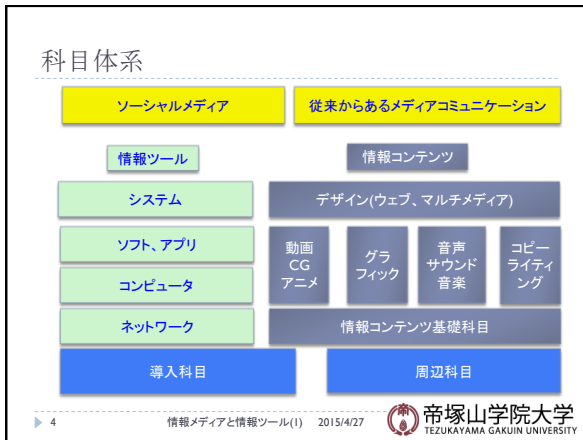 科目体系
ソーシャルメディア
従来からあるメディアコミュニケーション
情報ツール
情報コンテンツ
システム
デザイン(ウェブ、マルチメディア)
ソフト、アプリ
動画
CG
アニメ
グラ
フィック
音声
サウンド
音楽
コピー
ライティ
ング
コンピュータ
ネットワーク
情報コンテンツ基礎科目
導入科目
周辺科目
4
情報メディアと情報ツール(1)
2015/4/27
帝塚山学院大学
TEZUKAYAMA GAKUIN UNIVERSITY